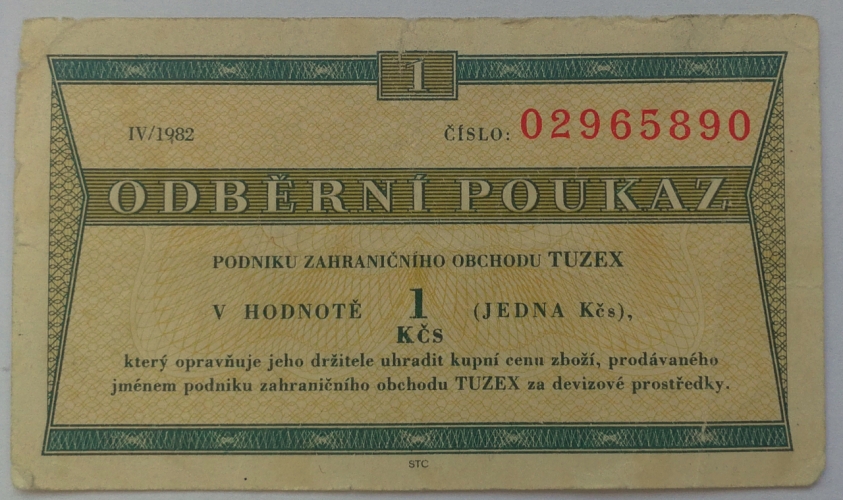 1
IV/1982 ČÍSLO: 02965890
ODBĚRNÍ POUKAZ
PODNIKU ZAHRANIČNÍHO OBCHODU TUZEX
V HODNOTĚ 1 (JEDNA Kčs),
KČS
který opravňuje jeho držitele uhradit kupní cenu zboží, prodávaného
jménem podniku zahraničního obchodu TUZEX za devizové prostředky.
STC